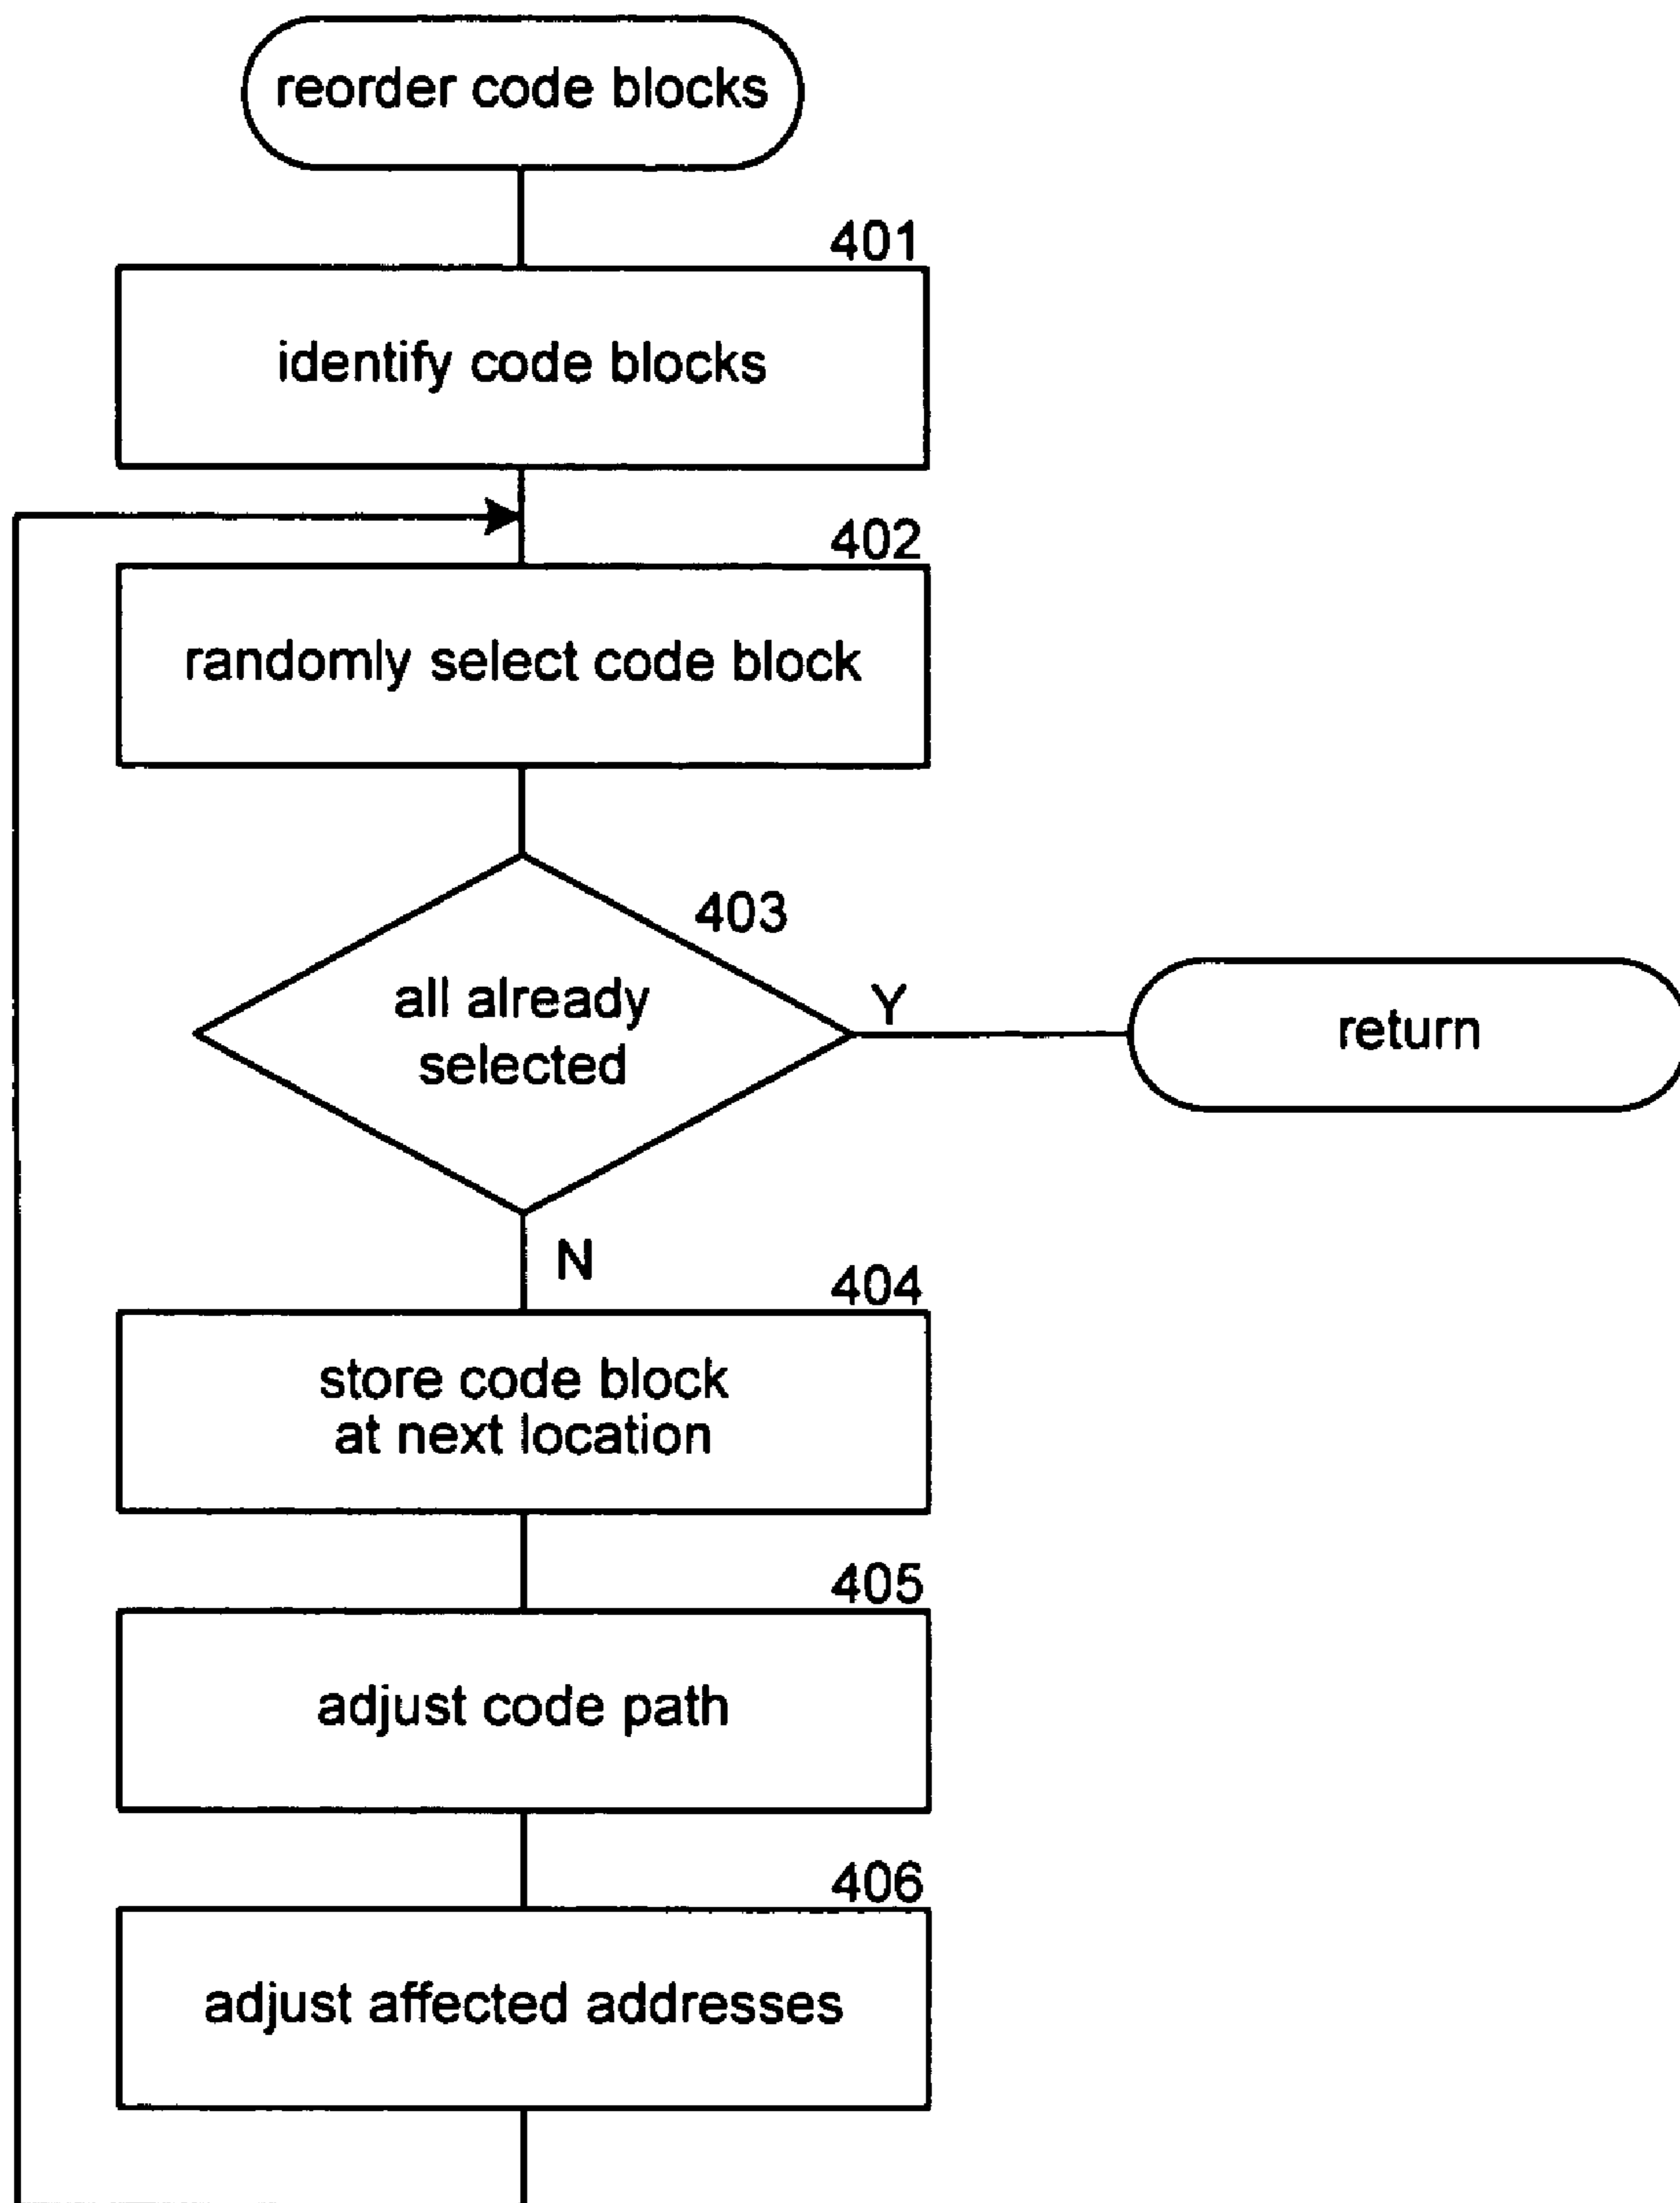 reorder code blocks
401
identify code blocks
402
randomly select code block
403
all already
selected
Y
return
N
404
store code block
at next location
405
adjust code path
406
adjust affected addresses